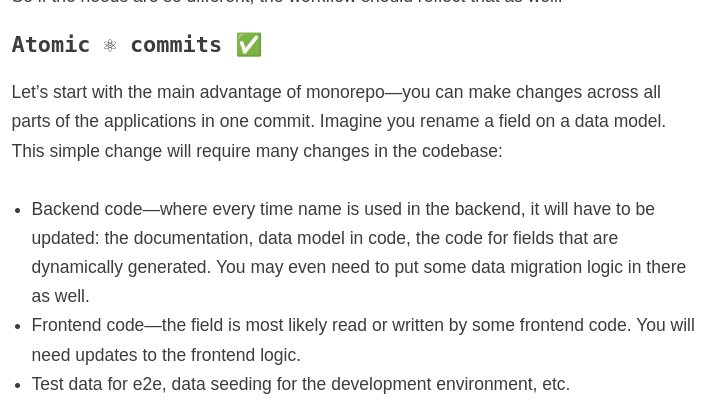 Atomic ⚛ commits ✅
Let’s start with the main advantage of monorepo—you can make changes across all
parts of the applications in one commit. Imagine you rename a field on a data model.
This simple change will require many changes in the codebase:
• Backend code—where every time name is used in the backend, it will have to be
updated: the documentation, data model in code, the code for fields that are
dynamically generated. You may even need to put some data migration logic in there
as well.
• Frontend code—the field is most likely read or written by some frontend code. You will
need updates to the frontend logic.
• Test data for e2e, data seeding for the development environment, etc.